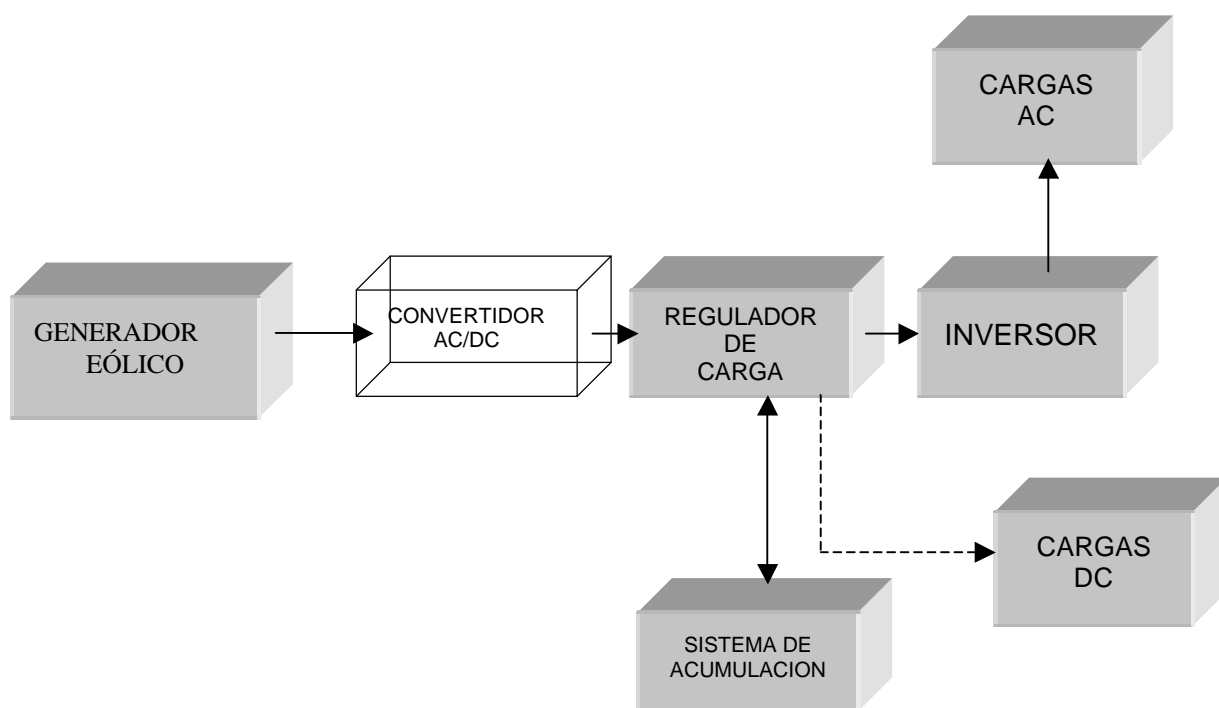 CARGAS
AC
GENERADOR
EÓLICO
CONVERTIDOR
AC/DC
REGULADOR
DE
CARGA
INVERSOR
CARGAS
DC
SISTEMA DE
ACUMULACION